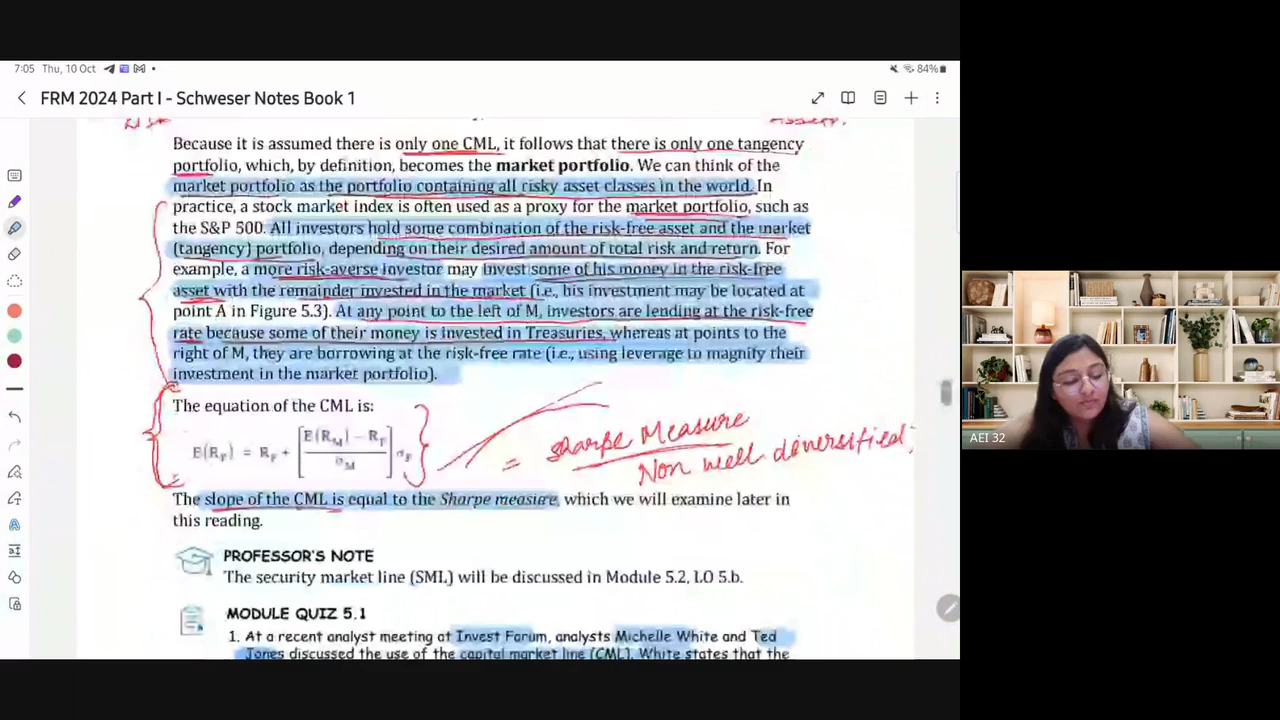 7:05 Thu, 10 Oct
84%
FRM 2024 Part I - Schweser Notes Book 1
Because it is assumed there is only one CML, it follows that there is only one tangency
portfolio, which, by definition, becomes the market portfolio. We can think of the
market portfolio as the portfolio containing all risky asset classes in the world. In
practice, a stock market index is often used as a proxy for the market portfolio, such as
the S&P 500. All investors hold some combination of the risk-free asset and the market
(tangency) portfolio, depending on their desired amount of total risk and return. For
example, a more risk-averse investor may invest some of his money in the risk-free
asset with the remainder invested in the market (i.e., his investment may be located at
point A in Figure 5.3). At any point to the left of M, investors are lending at the risk-free
rate because some of their money is invested in Treasuries, whereas at points to the
right of M, they are borrowing at the risk-free rate (i.e., using leverage to magnify their
investment in the market portfolio).
The equation of the CML is:
E(R_P) = R_F + [E(R_M) − R_F / σ_M] σ_P
= Sharpe Measure
Non well diversified;
The slope of the CML is equal to the Sharpe measure, which we will examine later in
this reading.
PROFESSOR'S NOTE
The security market line (SML) will be discussed in Module 5.2, LO 5.b.
MODULE QUIZ 5.1
1. At a recent analyst meeting at Invest Forum, analysts Michelle White and Ted
Jones discussed the use of the capital market line (CML). White states that the
AEI 32